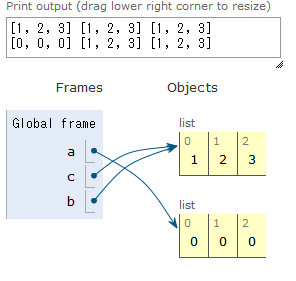 Print output (drag lower right corner to resize)
[1, 2, 3] [1, 2, 3] [1, 2, 3]
[0, 0, 0] [1, 2, 3] [1, 2, 3]
Frames Objects
Global frame
a
c
b
list
0 1 2
1 2 3
list
0 1 2
0 0 0